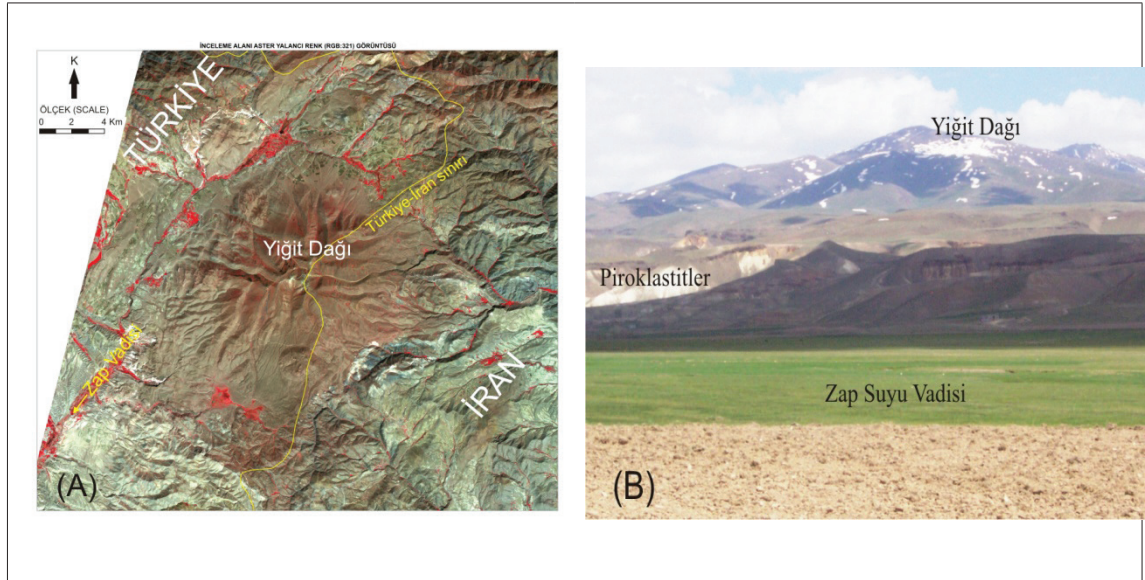 İNCELEME ALANI ASTER YALANCI RENK (RGB:321) GÖRÜNTÜSÜ
K
ÖLÇEK (SCALE)
0 2 4 Km
TÜRKİYE
Türkiye-İran sınırı
Yiğit Dağı
Zap Vadisi
İRAN
(A)
Yiğit Dağı
Piroklastitler
Zap Suyu Vadisi
(B)